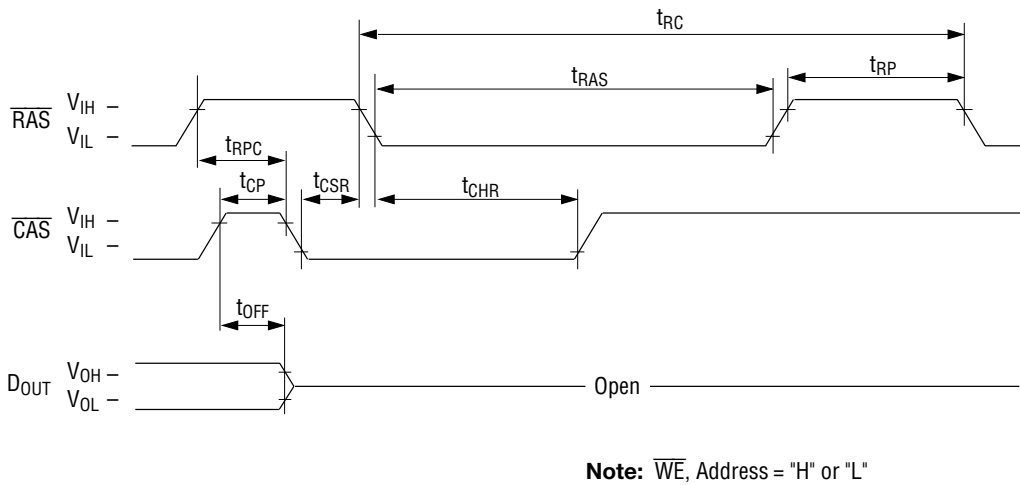 tRC
tRAS
tRP
RAS
VIH –
VIL –
tRPC
tCP
tCSR
tCHR
CAS
VIH –
VIL –
tOFF
DOUT
VOH –
VOL –
Open
Note: WE, Address = "H" or "L"